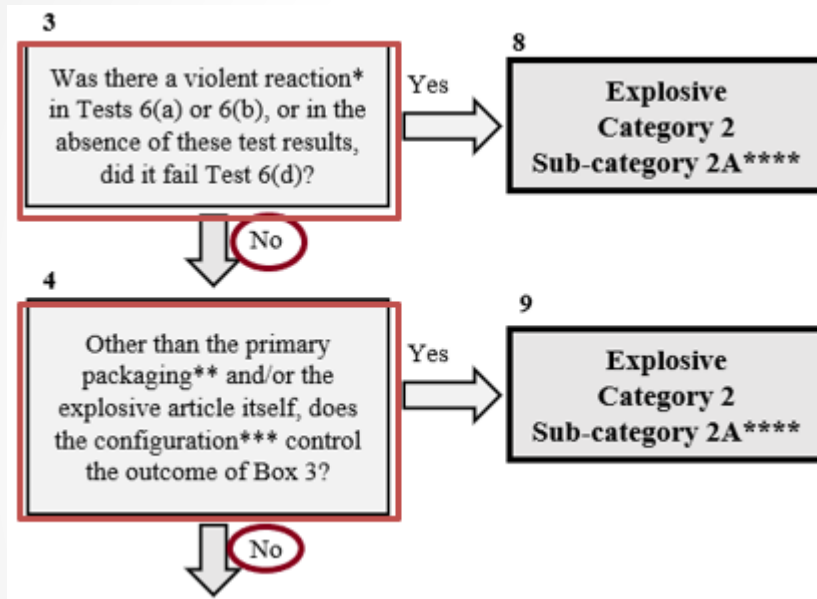 3
Was there a violent reaction*
in Tests 6(a) or 6(b), or in the
absence of these test results,
did it fail Test 6(d)?
Yes
8
Explosive
Category 2
Sub-category 2A****
No
4
Other than the primary
packaging** and/or the
explosive article itself, does
the configuration*** control
the outcome of Box 3?
Yes
9
Explosive
Category 2
Sub-category 2A****
No